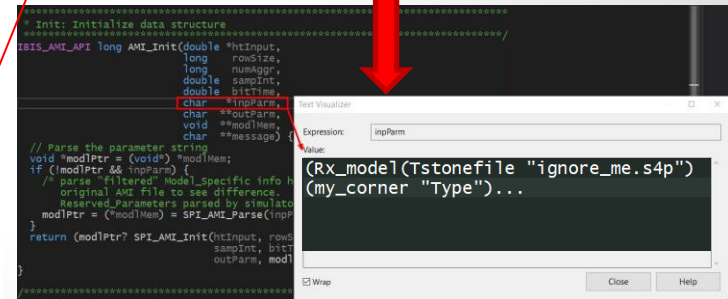 /************************************************************
* Init: Initialize data structure
************************************************************/
IBIS_AMI_API long AMI_Init(double *htInput,
long rowSize,
long numAggr,
double sampInt,
double bitTime,
char *inpParm,
char **outParm,
void **modlMem,
char **message) {
// Parse the parameter string
void *modlPtr = (void*) *modlMem;
if (!modlPtr && inpParm) {
/* parse "filtered" Model_Specific info h
original AMI file to see difference.
Reserved_Parameters parsed by simulato
modlPtr = (*modlMem) = SPI_AMI_Parse(inpP
}
return (modlPtr? SPI_AMI_Init(htInput, rowS
sampInt, bitT
outParm, modl
}
Text Visualizer
Expression: inpParm
Value:
(Rx_model(Tstonefile "ignore_me.s4p")
(my_corner "Type")...
Wrap
Close Help